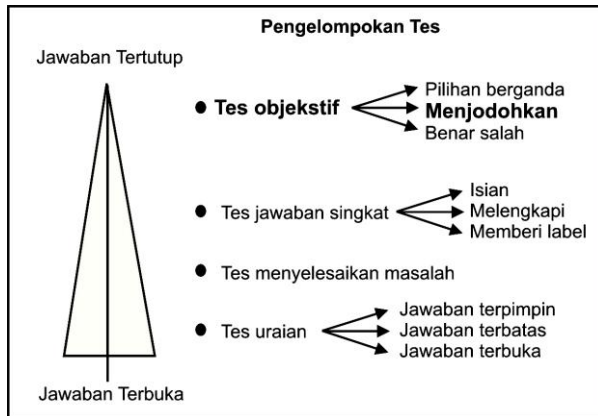 Pengelompokan Tes
Jawaban Tertutup
Tes objekstif
Pilihan berganda
Menjodohkan
Benar salah
Tes jawaban singkat
Isian
Melengkapi
Memberi label
Tes menyelesaikan masalah
Tes uraian
Jawaban terpimpin
Jawaban terbatas
Jawaban terbuka
Jawaban Terbuka